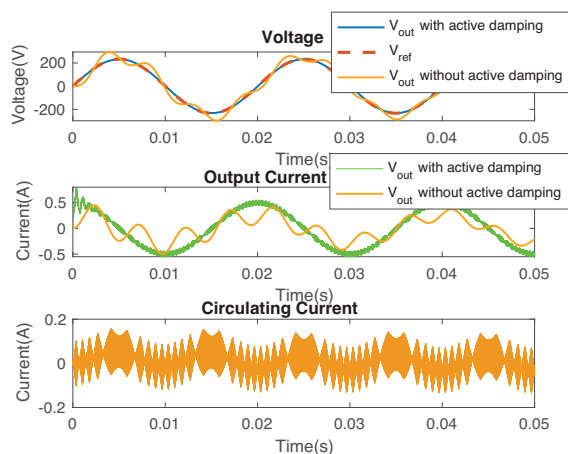 Voltage
V_out with active damping
V_ref
V_out without active damping
Voltage(V)
200
0
-200
0 0.01 0.02 0.03 0.04 0.05
Time(s)
Output Current
V_out with active damping
V_out without active damping
Current(A)
0.5
0
-0.5
0 0.01 0.02 0.03 0.04 0.05
Time(s)
Circulating Current
Current(A)
0.2
0
-0.2
0 0.01 0.02 0.03 0.04 0.05
Time(s)